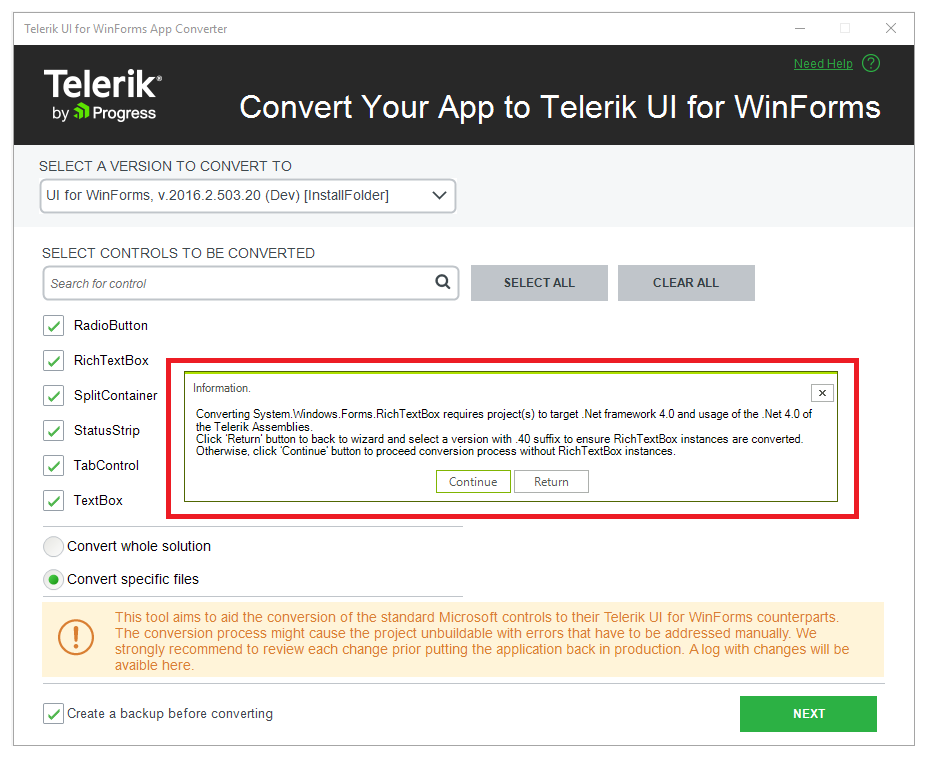 Telerik UI for WinForms App Converter
Need Help ?
Telerik®
by Progress
Convert Your App to Telerik UI for WinForms
SELECT A VERSION TO CONVERT TO
UI for WinForms, v.2016.2.503.20 (Dev) [InstallFolder]
SELECT CONTROLS TO BE CONVERTED
Search for control
SELECT ALL
CLEAR ALL
RadioButton
RichTextBox
SplitContainer
StatusStrip
TabControl
TextBox
Information.
Converting System.Windows.Forms.RichTextBox requires project(s) to target .Net framework 4.0 and usage of the .Net 4.0 of
the Telerik Assemblies.
Click 'Return' button to back to wizard and select a version with .40 suffix to ensure RichTextBox instances are converted.
Otherwise, click 'Continue' button to proceed conversion process without RichTextBox instances.
Continue
Return
Convert whole solution
Convert specific files
This tool aims to aid the conversion of the standard Microsoft controls to their Telerik UI for WinForms counterparts.
The conversion process might cause the project unbuildable with errors that have to be addressed manually. We
strongly recommend to review each change prior putting the application back in production. A log with changes will be
avaible here.
Create a backup before converting
NEXT